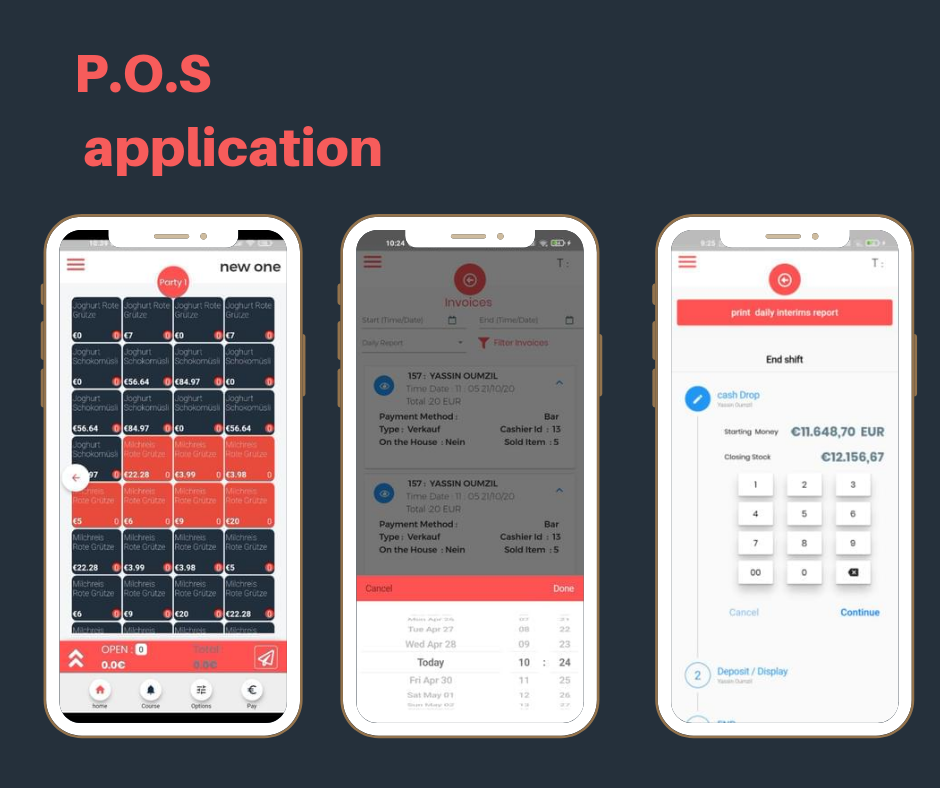 P.O.S
application
10:29
new one
Party 1
Joghurt Rote Joghurt Rote Joghurt Rote Joghurt Rote
Grütze Grütze Grütze Grütze
€0 0 €7 0 €0 0 €7 0
Joghurt Joghurt Joghurt Joghurt
Schokomüsli Schokomüsli Schokomüsli Schokomüsli
€0 0 €56.64 0 €84.97 0 €0 0
Joghurt Joghurt Joghurt Joghurt
Schokomüsli Schokomüsli Schokomüsli Schokomüsli
€56.64 0 €84.97 0 €0 0 €56.64 0
Joghurt Milchreis Milchreis Milchreis
Schokomüsli Rote Grütze Rote Grütze Rote Grütze
97 0 €22.28 0 €3.99 0 €3.98 0
Milchreis Milchreis Milchreis Milchreis
Rote Grütze Rote Grütze Rote Grütze Rote Grütze
€5 0 €6 0 €9 0 €20 0
Milchreis Milchreis Milchreis Milchreis
Rote Grütze Rote Grütze Rote Grütze Rote Grütze
€22.28 0 €3.99 0 €3.98 0 €5 0
Milchreis Milchreis Milchreis Milchreis
Rote Grütze Rote Grütze Rote Grütze Rote Grütze
€6 0 €9 0 €20 0 €22.28 0
Milchreis Milchreis Milchreis Milchreis
OPEN : 0 Total
0.0€ 0.0€
home Course Options Pay
10:24
T :
Invoices
Start (Time/Date) End (Time/Date)
Daily Report Filter Invoices
157 : YASSIN OUMZIL
Time Date : 11 : 05 21/10/20
Total :20 EUR
Payment Method : Bar
Type : Verkauf Cashier Id : 13
On the House : Nein Sold Item : 5
157 : YASSIN OUMZIL
Time Date : 11 : 05 21/10/20
Total :20 EUR
Payment Method : Bar
Type : Verkauf Cashier Id : 13
On the House : Nein Sold Item : 5
Cancel Done
Mon Apr 26 07 21
Tue Apr 27 08 22
Wed Apr 28 09 23
Today 10 : 24
Fri Apr 30 11 25
Sat May 01 12 26
Sun May 02 13 27
9:25
T :
print daily interims report
End shift
cash Drop
Yassin Oumzil
Starting Money €11.648,70 EUR
Closing Stock €12.156,67
1 2 3
4 5 6
7 8 9
00 0
Cancel Continue
2 Deposit / Display
Yassin Oumzil